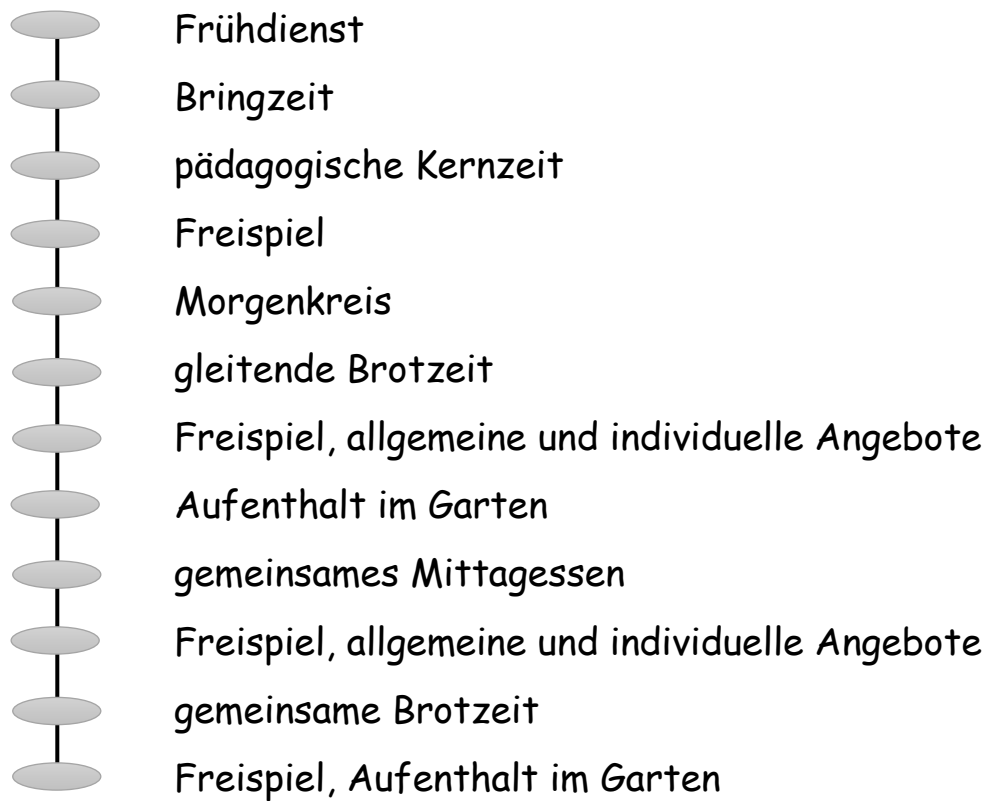 Frühdienst
Bringzeit
pädagogische Kernzeit
Freispiel
Morgenkreis
gleitende Brotzeit
Freispiel, allgemeine und individuelle Angebote
Aufenthalt im Garten
gemeinsames Mittagessen
Freispiel, allgemeine und individuelle Angebote
gemeinsame Brotzeit
Freispiel, Aufenthalt im Garten